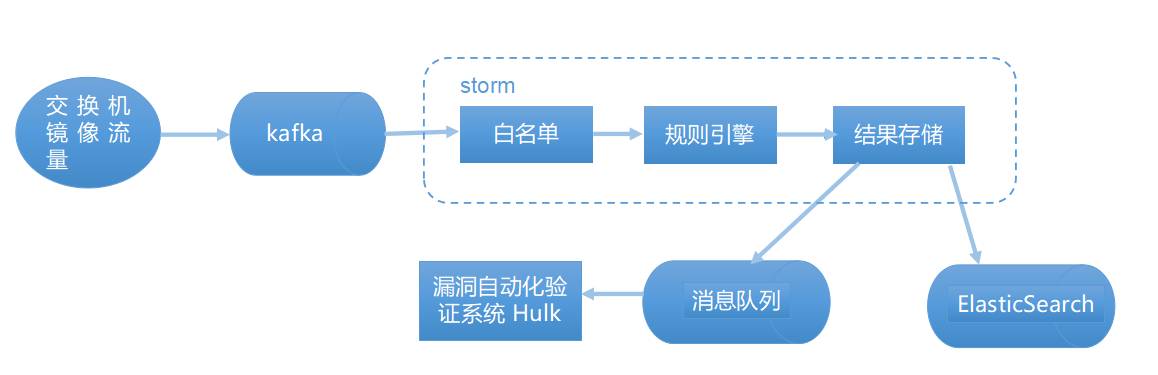 storm
交换机
镜像流
量
kafka
白名单
规则引擎
结果存储
漏洞自动化验
证系统 Hulk
消息队列
ElasticSearch